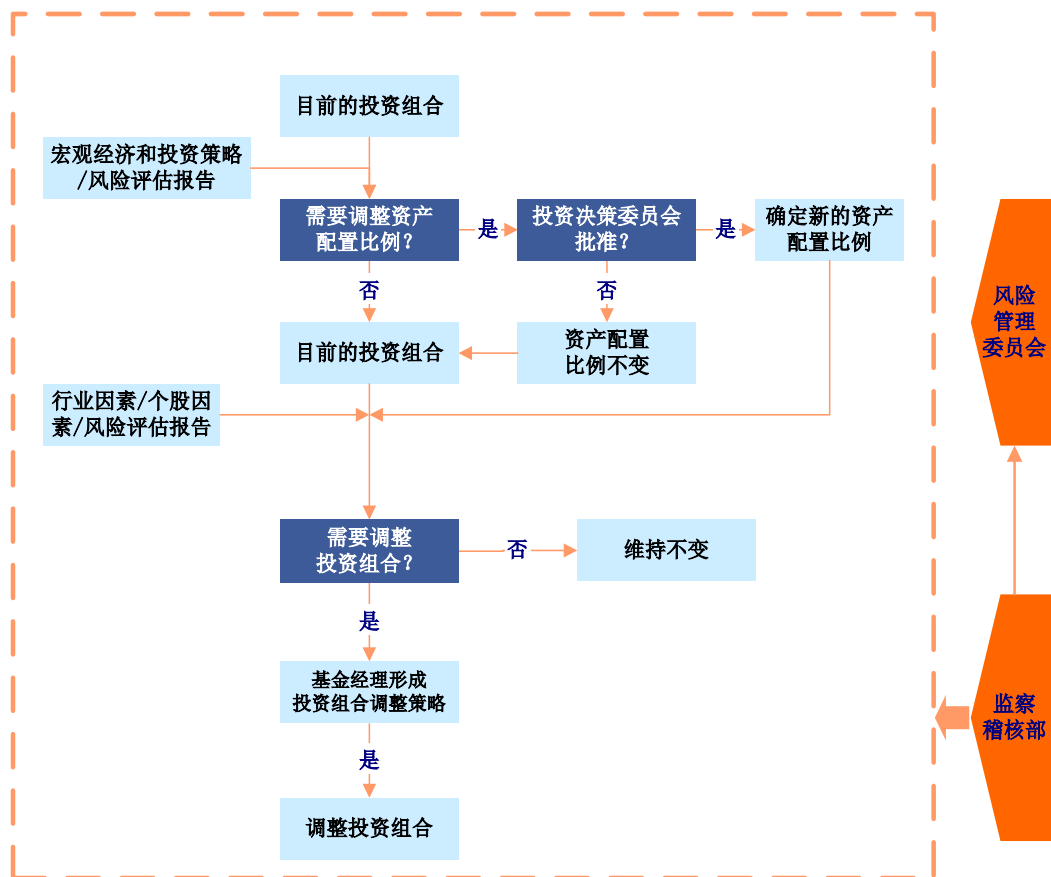 目前的投资组合
宏观经济和投资策略
/风险评估报告
需要调整资产
配置比例？
是
投资决策委员会
批准？
是
确定新的资产
配置比例
否
否
目前的投资组合
资产配置
比例不变
行业因素/个股因
素/风险评估报告
需要调整
投资组合？
否
维持不变
是
基金经理形成
投资组合调整策略
是
调整投资组合
风险
管理
委员会
监察
稽核部